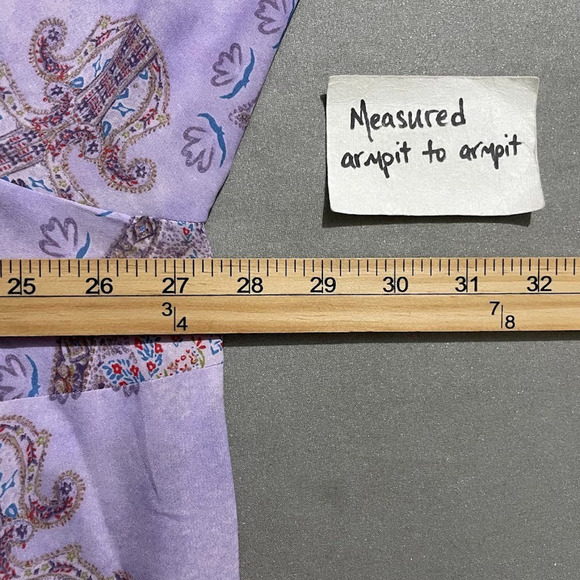 Measured
armpit to armpit
25 26 27 28 29 30 31 32
3/4 7/8